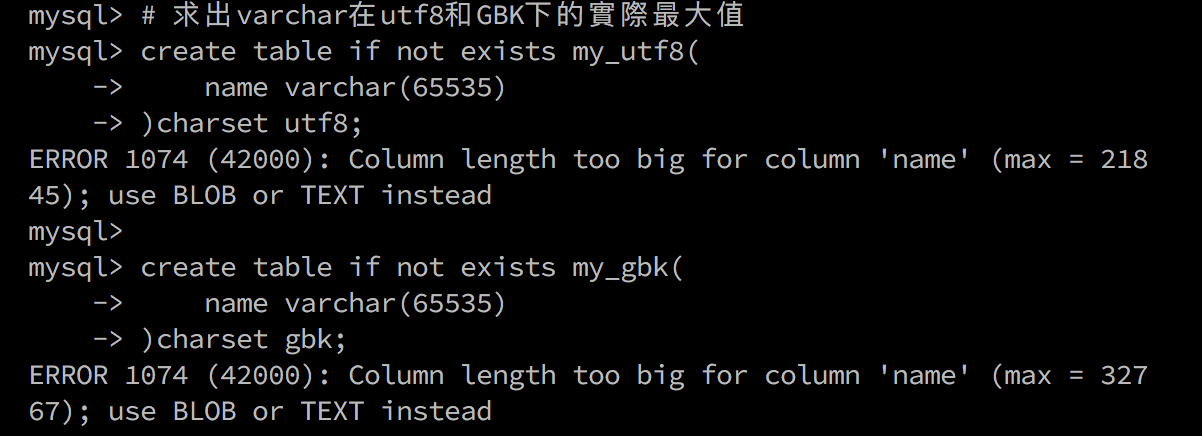 mysql> # 求出varchar在utf8和GBK下的實際最大值
mysql> create table if not exists my_utf8(
    ->     name varchar(65535)
    -> )charset utf8;
ERROR 1074 (42000): Column length too big for column 'name' (max = 218
45); use BLOB or TEXT instead
mysql>
mysql> create table if not exists my_gbk(
    ->     name varchar(65535)
    -> )charset gbk;
ERROR 1074 (42000): Column length too big for column 'name' (max = 327
67); use BLOB or TEXT instead